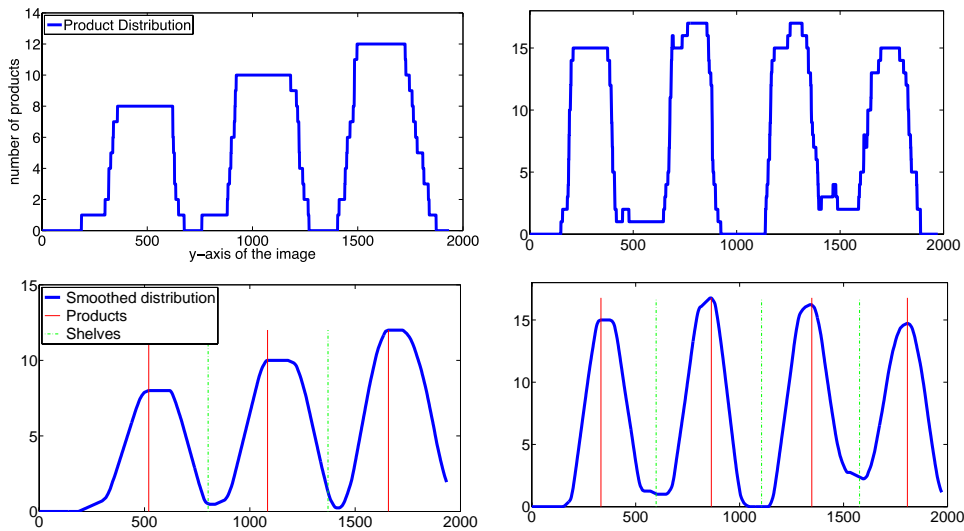 14
12
10
8
6
4
2
0
number of products
Product Distribution
0 500 1000 1500 2000
y−axis of the image
15
10
5
0
0 500 1000 1500 2000
15
10
5
0
Smoothed distribution
Products
Shelves
0 500 1000 1500 2000
15
10
5
0
0 500 1000 1500 2000